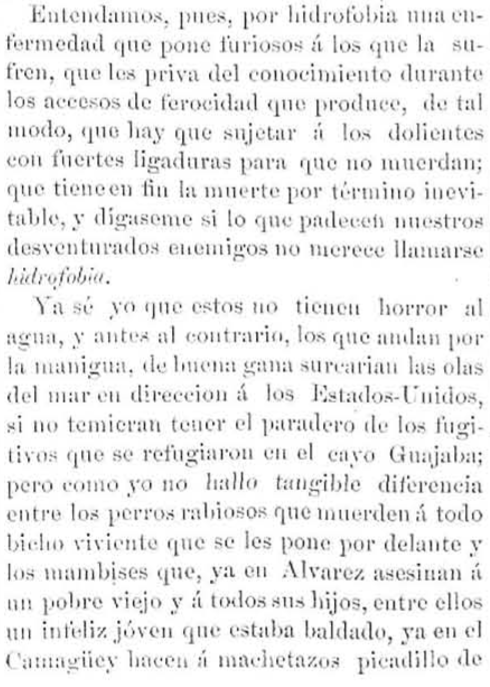 Entendamos, pues, por hidrofobia una en-
fermedad que pone furiosos á los que la su-
fren, que les priva del conocimiento durante
los accesos de ferocidad que produce, de tal
modo, que hay que sujetar á los dolientes
con fuertes ligaduras para que no muerdan;
que tiene en fin la muerte por término inevi-
table, y dígaseme si lo que padecen nuestros
desventurados enemigos no merece llamarse
hidrofobia.
Ya sé yo que estos no tienen horror al
agua, y antes al contrario, los que andan por
la manigua, de buena gana surcarian las olas
del mar en direccion á los Estados-Unidos,
si no temieran tener el paradero de los fugi-
tivos que se refugiaron en el cayo Guajaba;
pero como yo no hallo tangible diferencia
entre los perros rabiosos que muerden á todo
bicho viviente que se les pone por delante y
los mambises que, ya en Alvarez asesinan á
un pobre viejo y á todos sus hijos, entre ellos
un infeliz jóven que estaba baldado, ya en el
Camagüey hacen á machetazos picadillo de